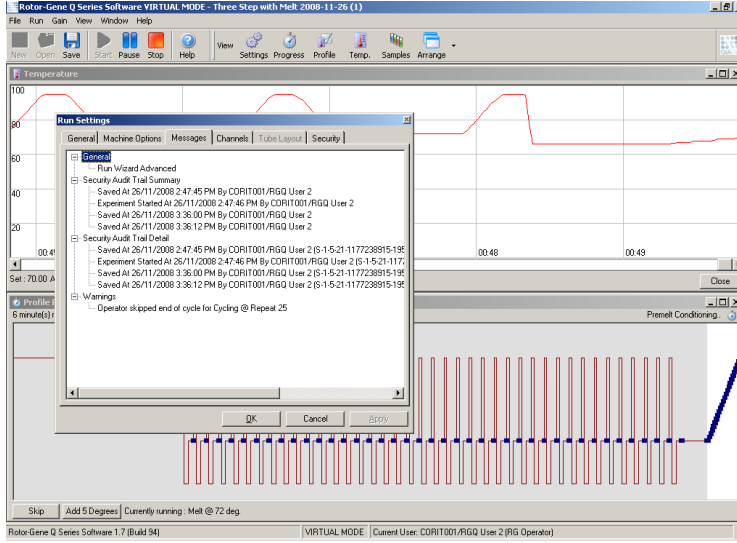 Rotor-Gene Q Series Software VIRTUAL MODE - Three Step with Melt 2008-11-26 (1)
File Run Gain View Window Help
New Open Save Start Pause Stop Help View Settings Progress Profile Temp. Samples Arrange
Temperature
100
80
60
40
20
00:48
00:49
Run Settings
General Machine Options Messages Channels Tube Layout Security
General
Run Wizard Advanced
Security Audit Trail Summary
Saved At 26/11/2008 2:47:45 PM By CORIT001/RGQ User 2
Experiment Started At 26/11/2008 2:47:46 PM By CORIT001/RGQ User 2
Saved At 26/11/2008 3:36:00 PM By CORIT001/RGQ User 2
Saved At 26/11/2008 3:36:12 PM By CORIT001/RGQ User 2
Security Audit Trail Detail
Saved At 26/11/2008 2:47:45 PM By CORIT001/RGQ User 2 (S-1-5-21-1177238915-195
Experiment Started At 26/11/2008 2:47:46 PM By CORIT001/RGQ User 2 (S-1-5-21-117
Saved At 26/11/2008 3:36:00 PM By CORIT001/RGQ User 2 (S-1-5-21-1177238915-195
Saved At 26/11/2008 3:36:12 PM By CORIT001/RGQ User 2 (S-1-5-21-1177238915-195
Warnings
Operator skipped end of cycle for Cycling @ Repeat 25
OK Cancel Apply
Set : 70.00
Close
Profile
6 minute(s)
Premelt Conditioning..
Skip Add 5 Degrees Currently running : Melt @ 72 deg.
Rotor-Gene Q Series Software 1.7 (Build 94) VIRTUAL MODE Current User: CORIT001/RGQ User 2 (RG Operator)